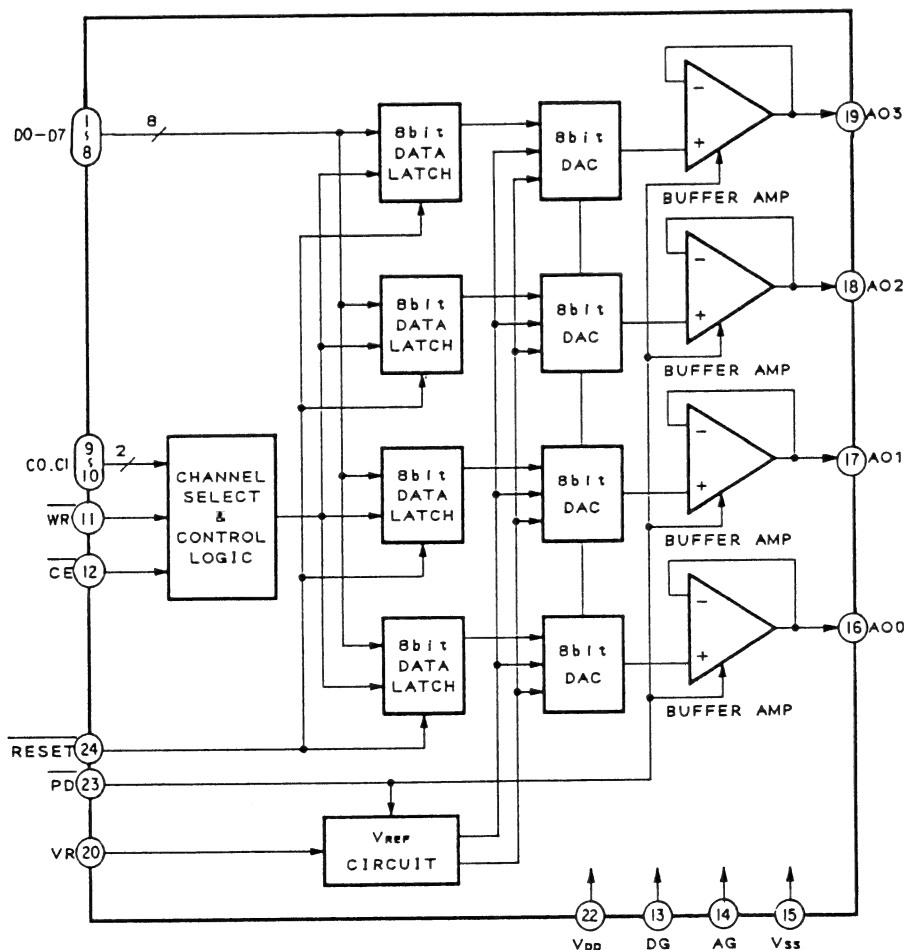 D0-D7
1
8
8
8bit
DATA
LATCH
8bit
DAC
-
+
BUFFER AMP
19
AO3
8bit
DATA
LATCH
8bit
DAC
-
+
BUFFER AMP
18
AO2
C0.C1
9
10
2
WR
11
CE
12
CHANNEL
SELECT
&
CONTROL
LOGIC
8bit
DATA
LATCH
8bit
DAC
-
+
BUFFER AMP
17
AO1
8bit
DATA
LATCH
8bit
DAC
-
+
BUFFER AMP
16
AO0
RESET
24
PD
23
VR
20
VREF
CIRCUIT
22
13
14
15
VDD
DG
AG
VSS